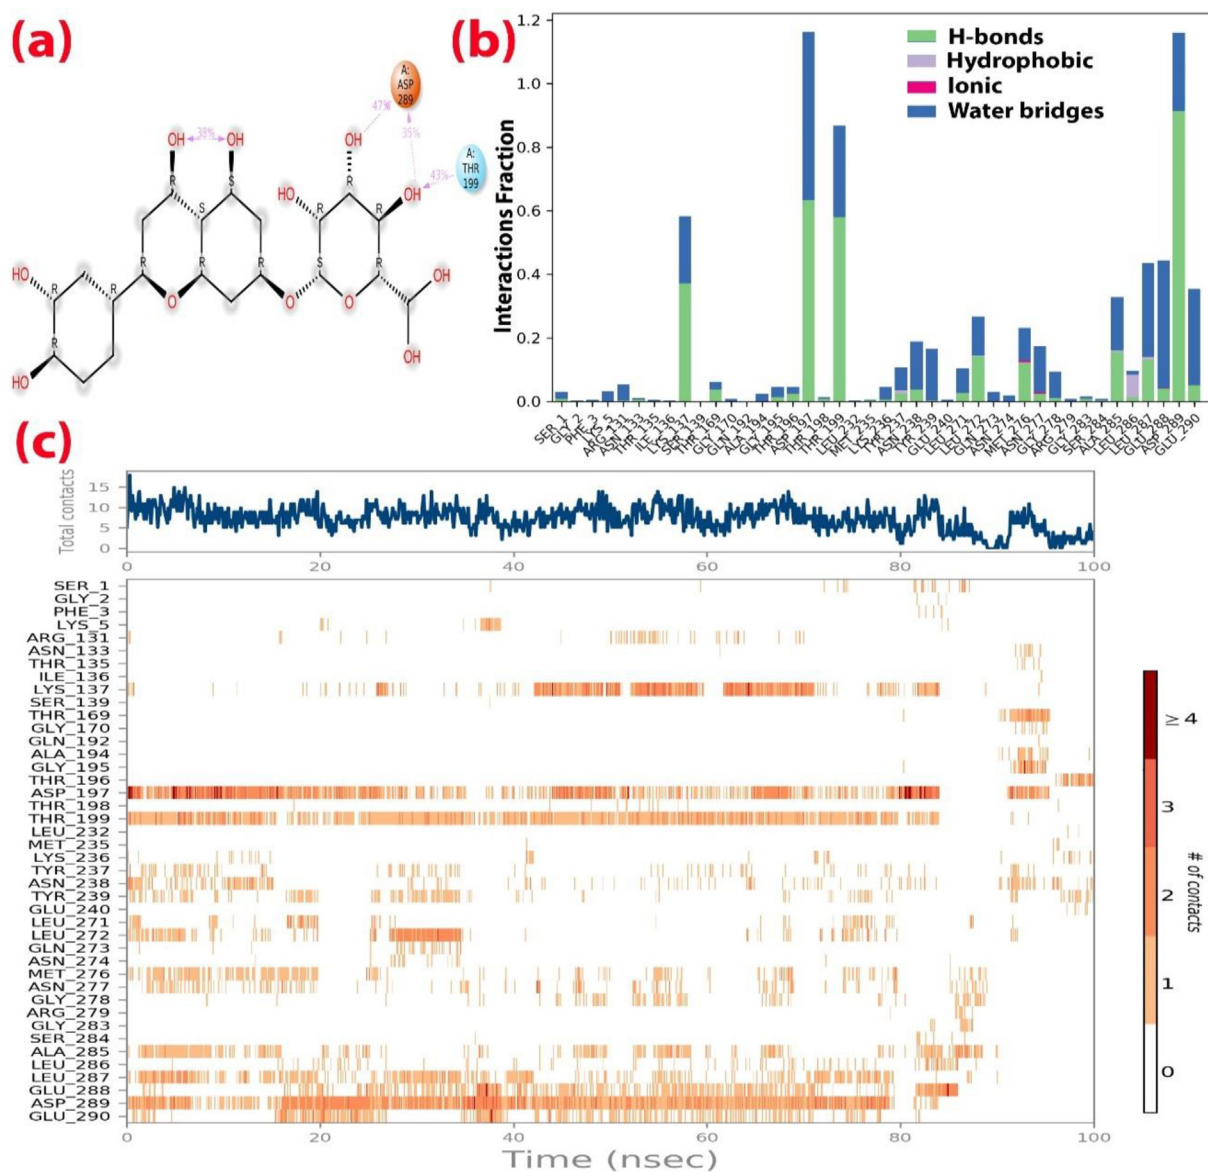 (a)
A:
ASP
289
47%
35%
A:
THR
199
43%
38%
OH
OH
OH
HO
OH
R
S
R
R
R
S
R
R
R
R
S
R
HO
R
R
HO
O
O
O
OH
OH
(b)
Interactions Fraction
1.2
1.0
0.8
0.6
0.4
0.2
0.0
H-bonds
Hydrophobic
Ionic
Water bridges
SER_1
GLY_2
PHE_3
LYS_5
ARG_131
ASN_133
THR_135
ILE_136
LYS_137
SER_139
THR_169
GLY_170
GLN_192
ALA_194
GLY_195
THR_198
THR_199
LEU_232
MET_235
LYS_236
TYR_237
ASN_238
TYR_239
GLU_240
LEU_271
LEU_272
GLN_273
ASN_274
MET_276
ASN_277
GLY_278
ARG_279
GLY_283
ALA_285
LEU_286
LEU_287
ASP_289
GLU_290
(c)
Total contacts
15
10
5
0
0 20 40 60 80 100
SER_1
GLY_2
PHE_3
LYS_5
ARG_131
ASN_133
THR_135
ILE_136
LYS_137
SER_139
THR_169
GLY_170
GLN_192
ALA_194
GLY_195
THR_196
ASP_197
THR_198
THR_199
LEU_232
MET_235
LYS_236
TYR_237
ASN_238
TYR_239
GLU_240
LEU_271
LEU_272
GLN_273
ASN_274
MET_276
ASN_277
GLY_278
ARG_279
GLY_283
SER_284
ALA_285
LEU_286
LEU_287
GLU_288
ASP_289
GLU_290
0 20 40 60 80 100
Time (nsec)
≥ 4
3
2
1
0
# of contacts